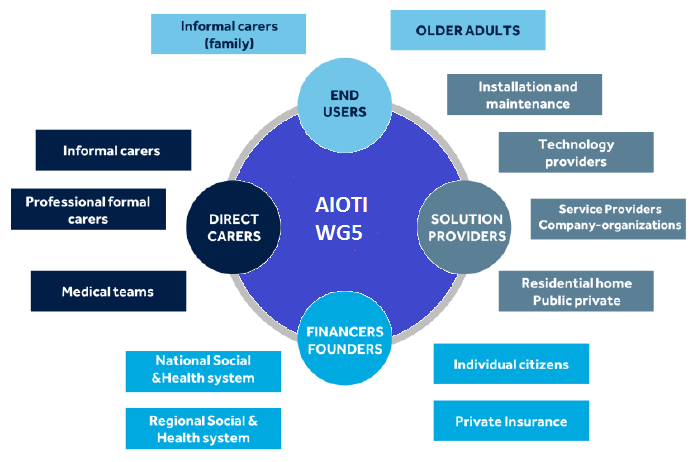 Informal carers
(family)
OLDER ADULTS
END
USERS
Installation and
maintenance
Informal carers
Technology
providers
Professional formal
carers
DIRECT
CARERS
AIOTI
WG5
SOLUTION
PROVIDERS
Service Providers
Company-organizations
Medical teams
Residential home
Public private
FINANCERS
FOUNDERS
National Social
&Health system
Individual citizens
Regional Social &
Health system
Private Insurance